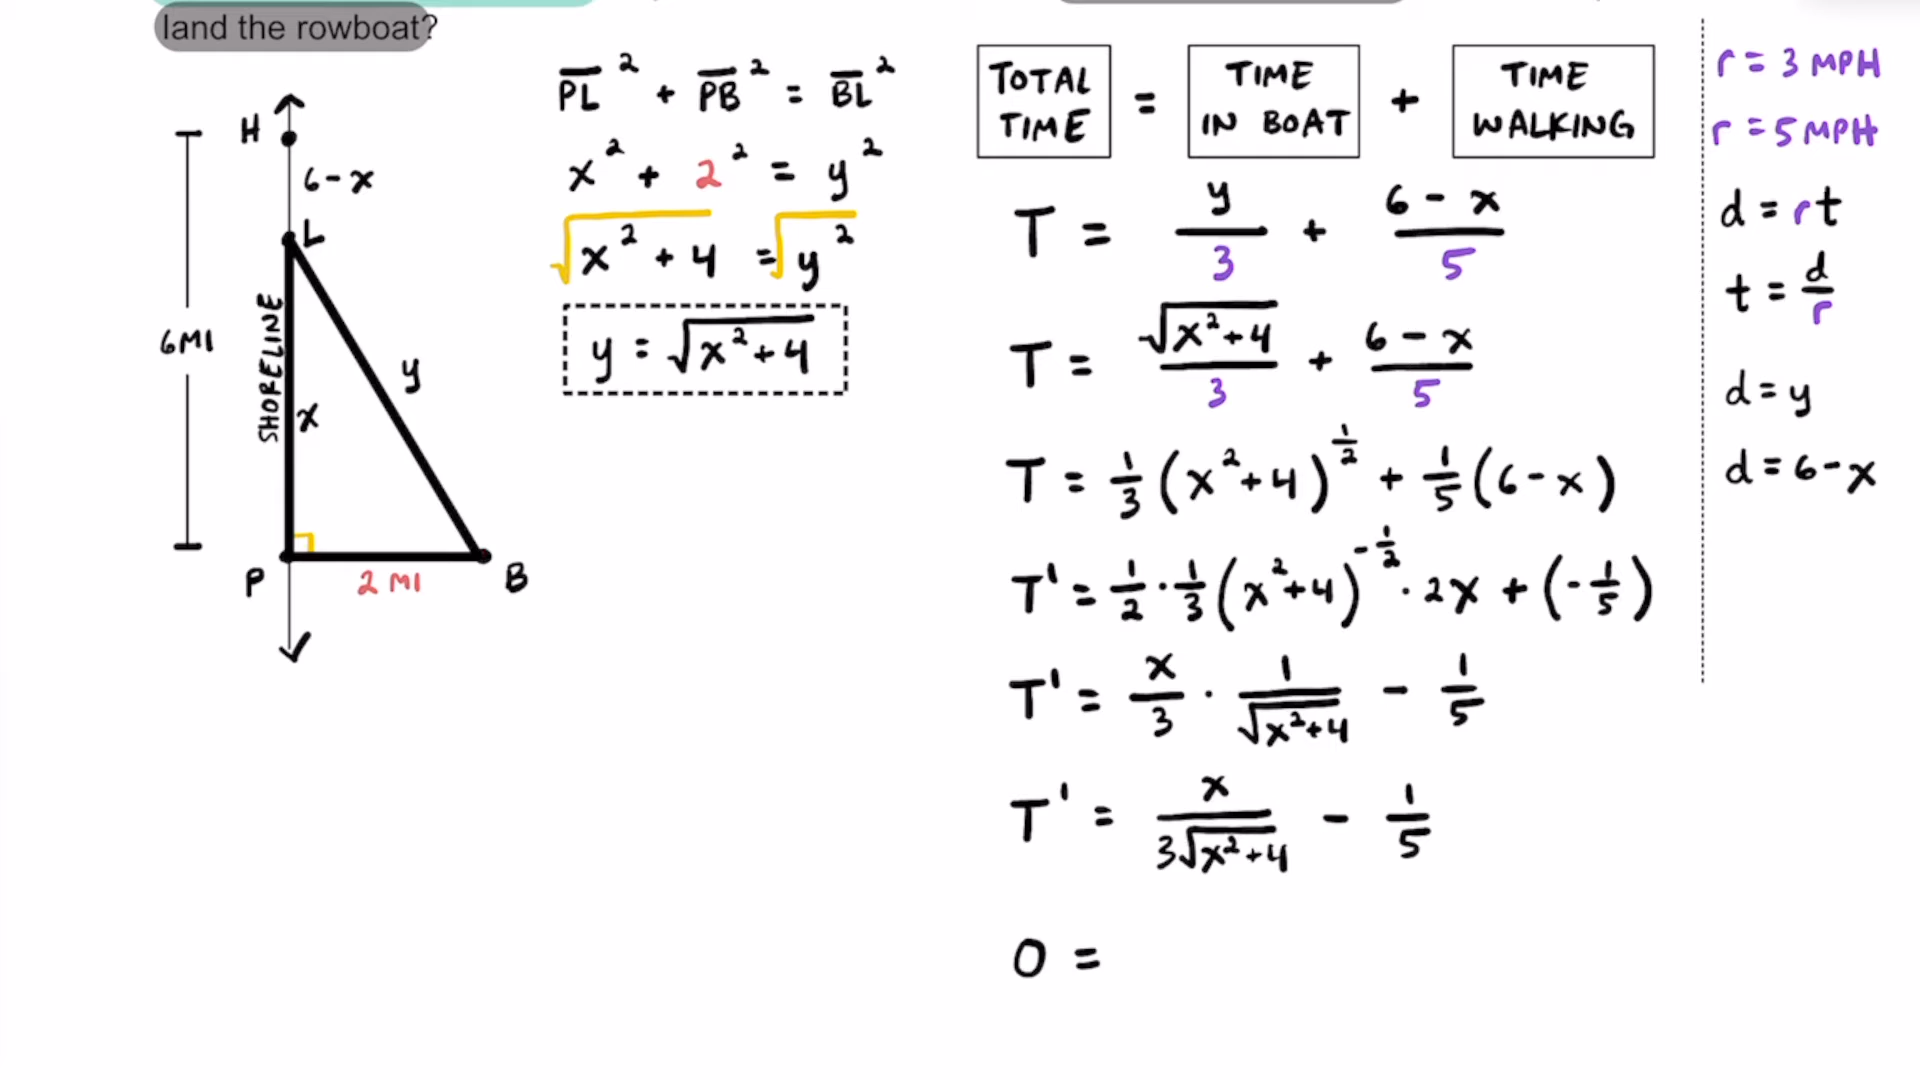 land the rowboat?
H
6 - x
L
6MI
SHORELINE
x
y
P
2 MI
B
PL² + PB² = BL²
x² + 2² = y²
√x² + 4 = √y²
y = √(x² + 4)
TOTAL TIME = TIME IN BOAT + TIME WALKING
T = y/3 + (6 - x)/5
T = √(x² + 4)/3 + (6 - x)/5
T = 1/3 (x² + 4)^(1/2) + 1/5 (6 - x)
T' = 1/2 · 1/3 (x² + 4)^(-1/2) · 2x + (-1/5)
T' = x/3 · 1/√(x² + 4) - 1/5
T' = x/(3√(x² + 4)) - 1/5
0 =
r = 3 MPH
r = 5 MPH
d = rt
t = d/r
d = y
d = 6 - x